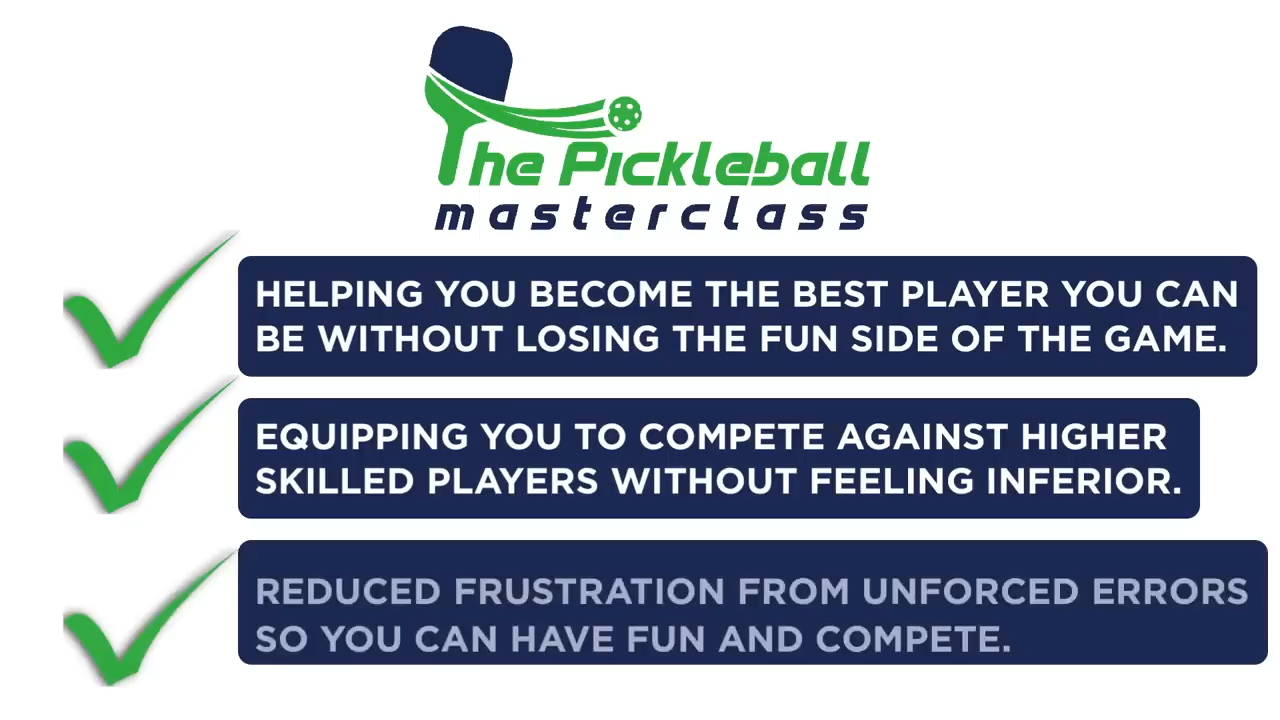 The Pickleball
masterclass
HELPING YOU BECOME THE BEST PLAYER YOU CAN
BE WITHOUT LOSING THE FUN SIDE OF THE GAME.
EQUIPPING YOU TO COMPETE AGAINST HIGHER
SKILLED PLAYERS WITHOUT FEELING INFERIOR.
REDUCED FRUSTRATION FROM UNFORCED ERRORS
SO YOU CAN HAVE FUN AND COMPETE.